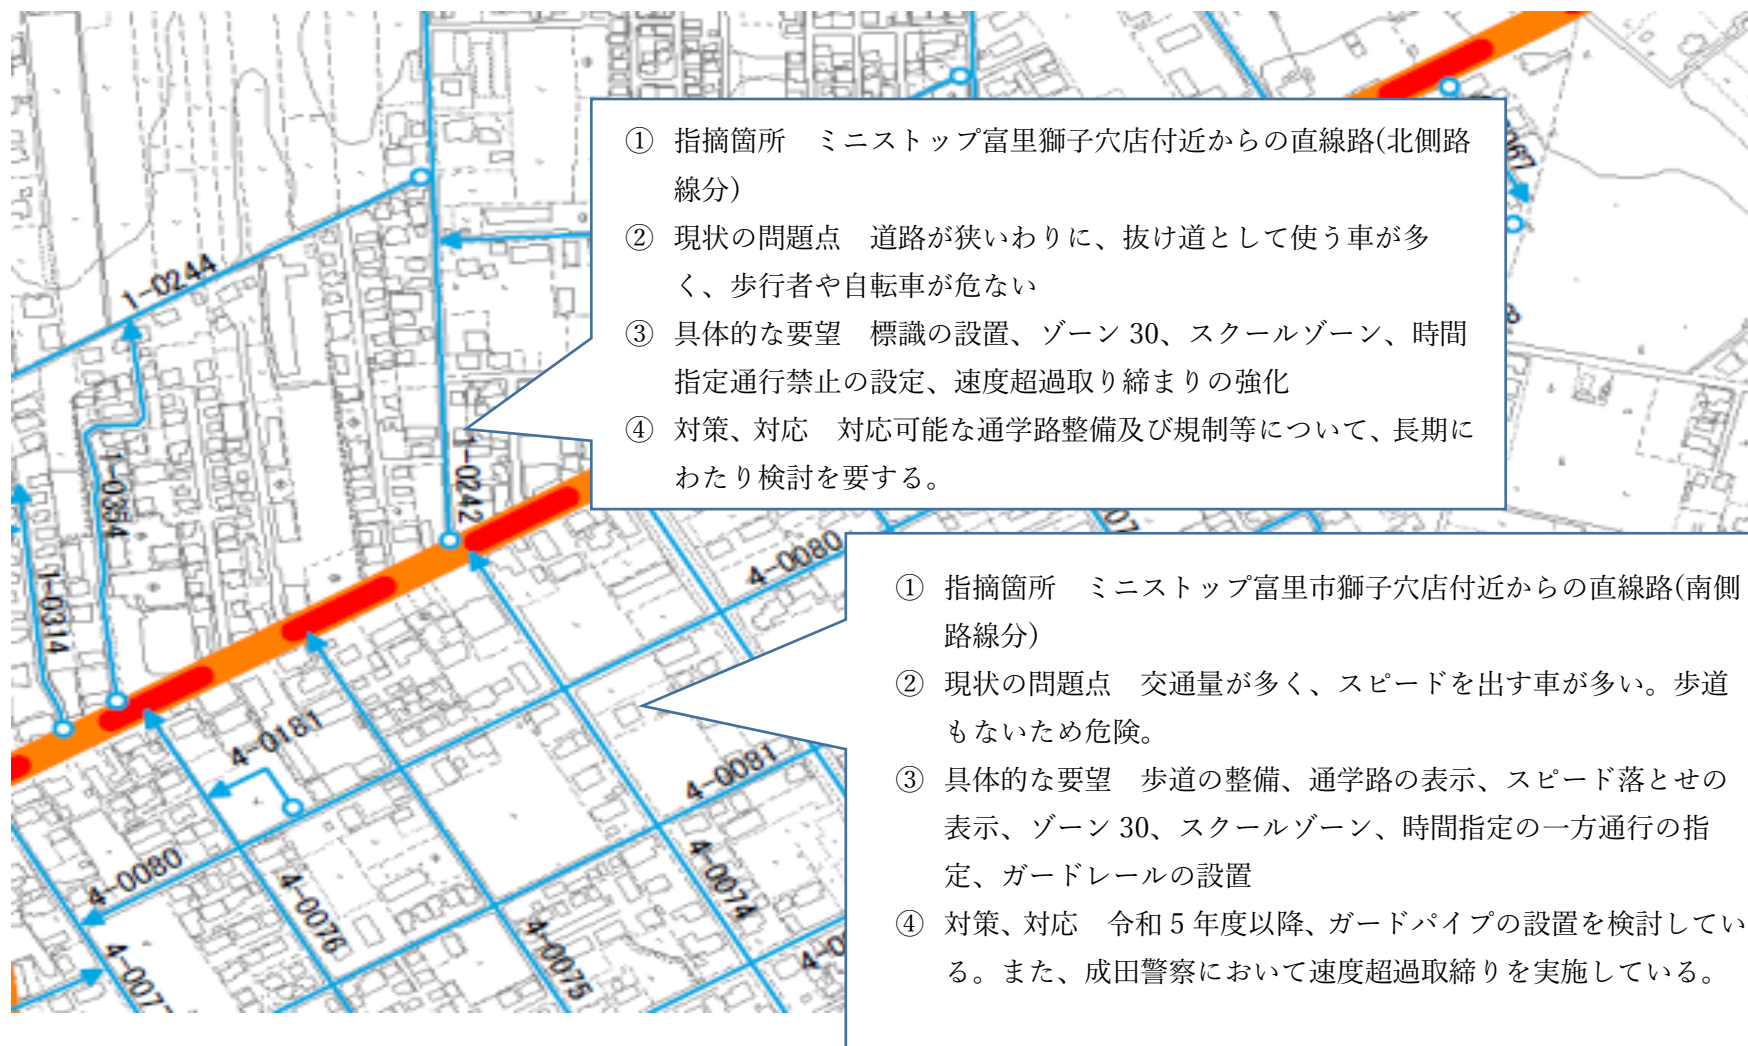 ① 指摘箇所　ミニストップ富里獅子穴店付近からの直線路(北側路
線分)
② 現状の問題点　道路が狭いわりに、抜け道として使う車が多
く、歩行者や自転車が危ない
③ 具体的な要望　標識の設置、ゾーン 30、スクールゾーン、時間
指定通行禁止の設定、速度超過取り締まりの強化
④ 対策、対応　対応可能な通学路整備及び規制等について、長期に
わたり検討を要する。
① 指摘箇所　ミニストップ富里市獅子穴店付近からの直線路(南側
路線分)
② 現状の問題点　交通量が多く、スピードを出す車が多い。歩道
もないため危険。
③ 具体的な要望　歩道の整備、通学路の表示、スピード落とせの
表示、ゾーン 30、スクールゾーン、時間指定の一方通行の指
定、ガードレールの設置
④ 対策、対応　令和 5 年度以降、ガードパイプの設置を検討してい
る。また、成田警察において速度超過取締りを実施している。
1-0244
1-0354
1-0242
1-0314
4-0080
4-0181
4-0081
4-0080
4-0076
4-0074
4-0075